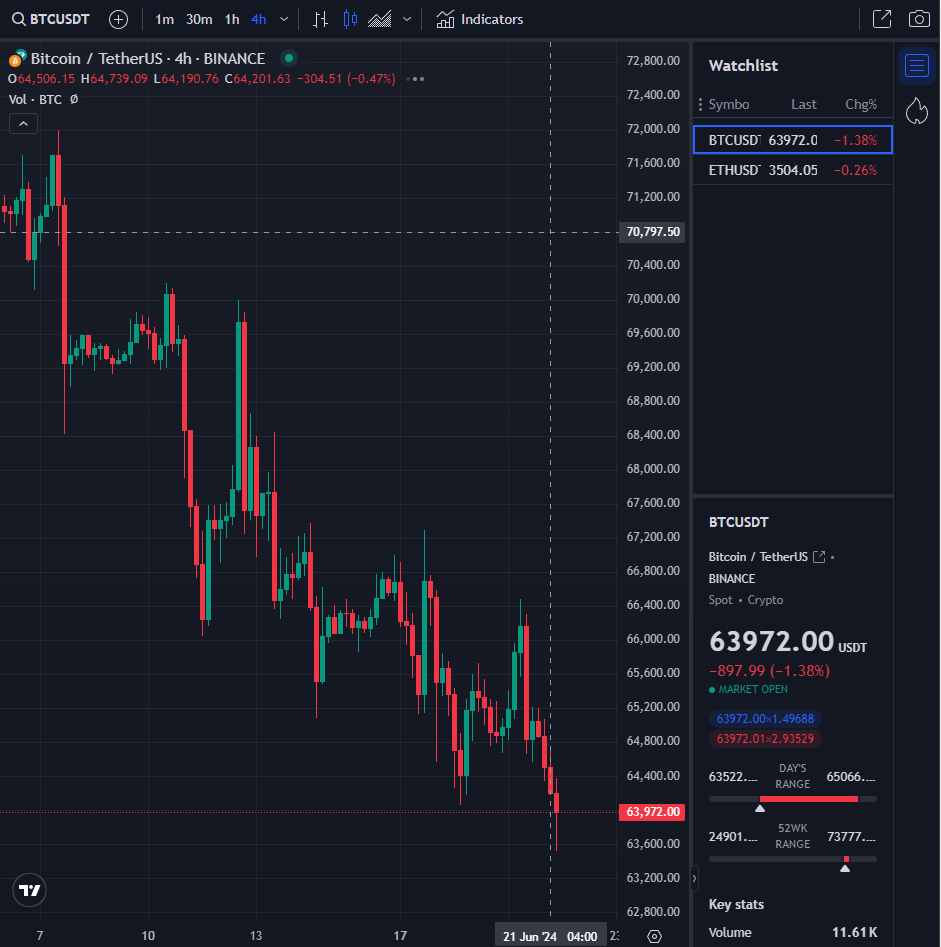 BTCUSDT 1m 30m 1h 4h Indicators
Bitcoin / TetherUS · 4h · BINANCE
O64,506.15 H64,739.09 L64,190.76 C64,201.63 −304.51 (−0.47%)
Vol · BTC Ø
72,800.00
72,400.00
72,000.00
71,600.00
71,200.00
70,797.50
70,400.00
70,000.00
69,600.00
69,200.00
68,800.00
68,400.00
68,000.00
67,600.00
67,200.00
66,800.00
66,400.00
66,000.00
65,600.00
65,200.00
64,800.00
64,400.00
63,972.00
63,600.00
63,200.00
62,800.00
7 10 13 17 21 Jun '24 04:00
Watchlist
Symbo Last Chg%
BTCUSDT 63972.0 −1.38%
ETHUSDT 3504.05 −0.26%
BTCUSDT
Bitcoin / TetherUS •
BINANCE
Spot • Crypto
63972.00 USDT
−897.99 (−1.38%)
MARKET OPEN
63972.00×1.49688
63972.01×2.93529
63522.... DAY'S RANGE 65066....
24901.... 52WK RANGE 73777....
Key stats
Volume 11.61K